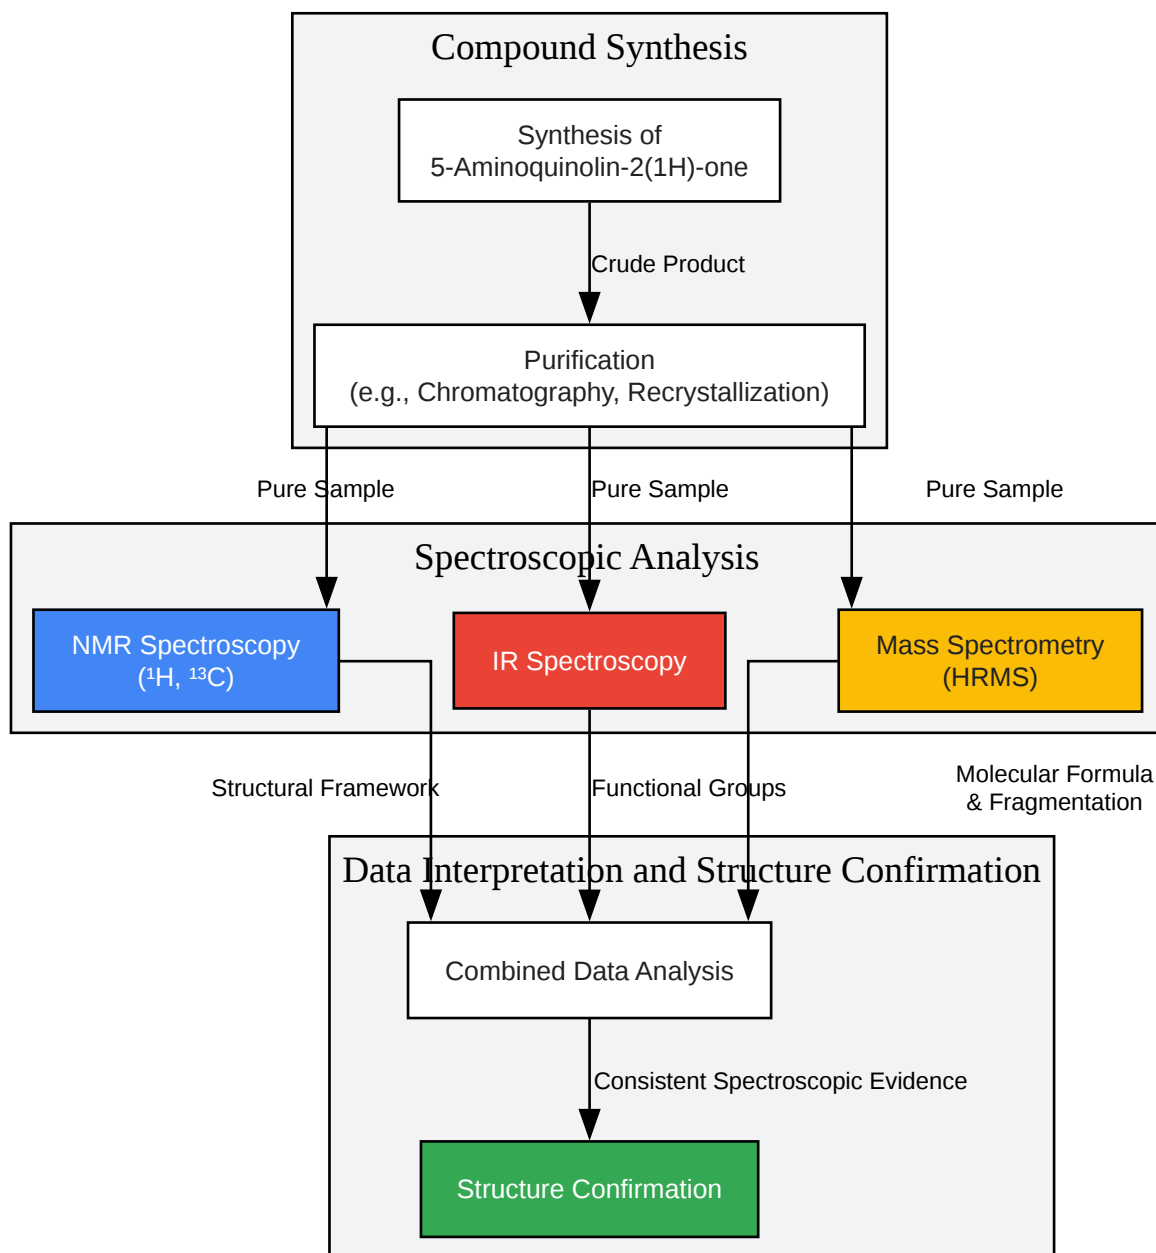 Compound Synthesis
Synthesis of
5-Aminoquinolin-2(1H)-one
Crude Product
Purification
(e.g., Chromatography, Recrystallization)
Pure Sample
Pure Sample
Pure Sample
Spectroscopic Analysis
NMR Spectroscopy
(¹H, ¹³C)
IR Spectroscopy
Mass Spectrometry
(HRMS)
Structural Framework
Functional Groups
Molecular Formula
& Fragmentation
Data Interpretation and Structure Confirmation
Combined Data Analysis
Consistent Spectroscopic Evidence
Structure Confirmation